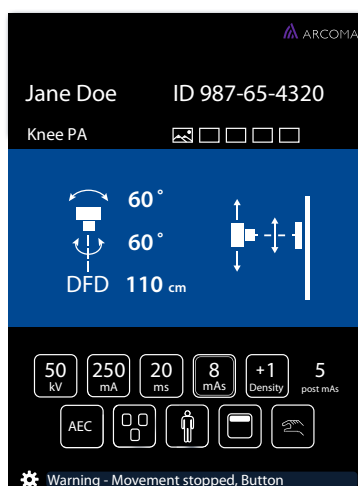 ARCOMA
Jane Doe ID 987-65-4320
Knee PA
60°
60°
DFD 110 cm
50 250 20 8 +1 5
kV mA ms mAs Density post mAs
AEC
Warning - Movement stopped, Button